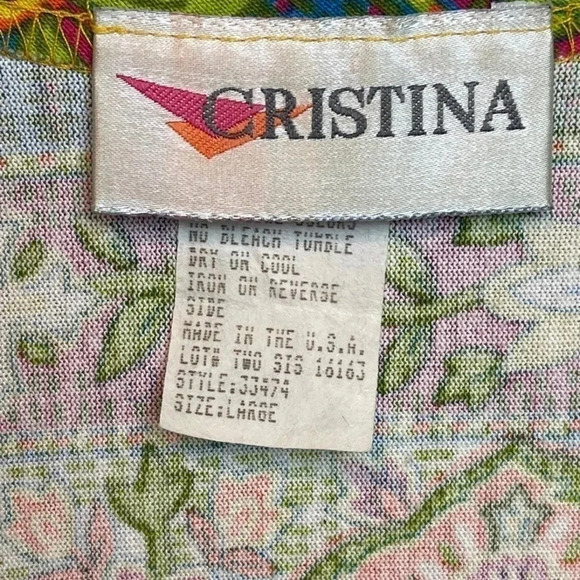 CRISTINA
COLORS
NO BLEACH TUMBLE
DRY ON COOL
IRON ON REVERSE
SIDE
MADE IN THE U.S.A.
LOT# TWO SIS 16163
STYLE:33474
SIZE:LARGE